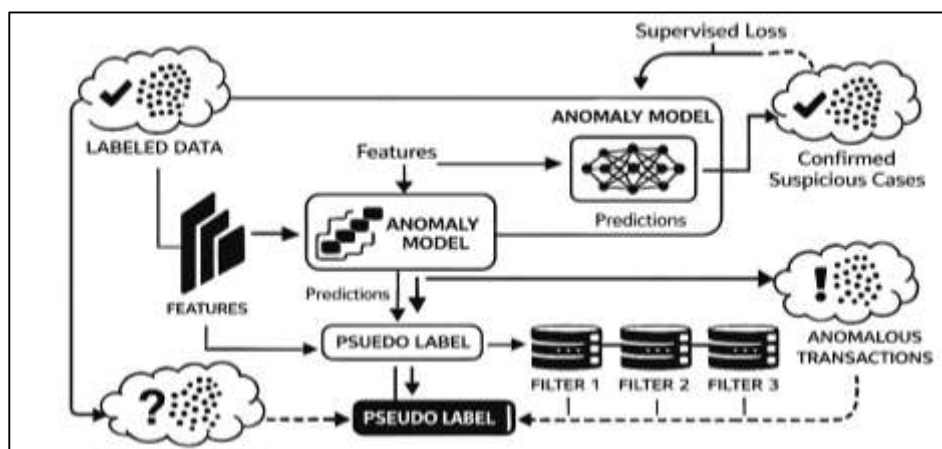 Supervised Loss
ANOMALY MODEL
LABELED DATA
Features
Confirmed
Suspicious Cases
Predictions
ANOMALY
MODEL
FEATURES
Predictions
ANOMALOUS
TRANSACTIONS
PSUEDO LABEL
FILTER 1
FILTER 2
FILTER 3
PSEUDO LABEL